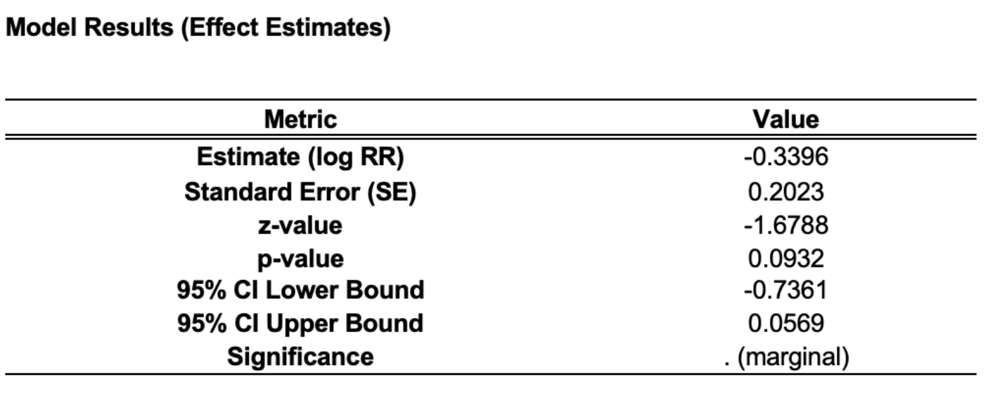 Model Results (Effect Estimates)
Metric Value
Estimate (log RR) -0.3396
Standard Error (SE) 0.2023
z-value -1.6788
p-value 0.0932
95% CI Lower Bound -0.7361
95% CI Upper Bound 0.0569
Significance . (marginal)